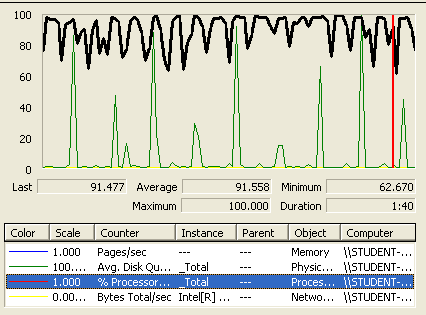 100
80
60
40
20
0
Last 91.477 Average 91.558 Minimum 62.670
Maximum 100.000 Duration 1:40
Color Scale Counter Instance Parent Object Computer
1.000 Pages/sec --- --- Memory \\STUDENT-...
100.... Avg. Disk Qu... _Total --- Physic... \\STUDENT-...
1.000 % Processor... _Total --- Proces... \\STUDENT-...
0.00... Bytes Total/sec Intel[R] ... --- Netwo... \\STUDENT-...